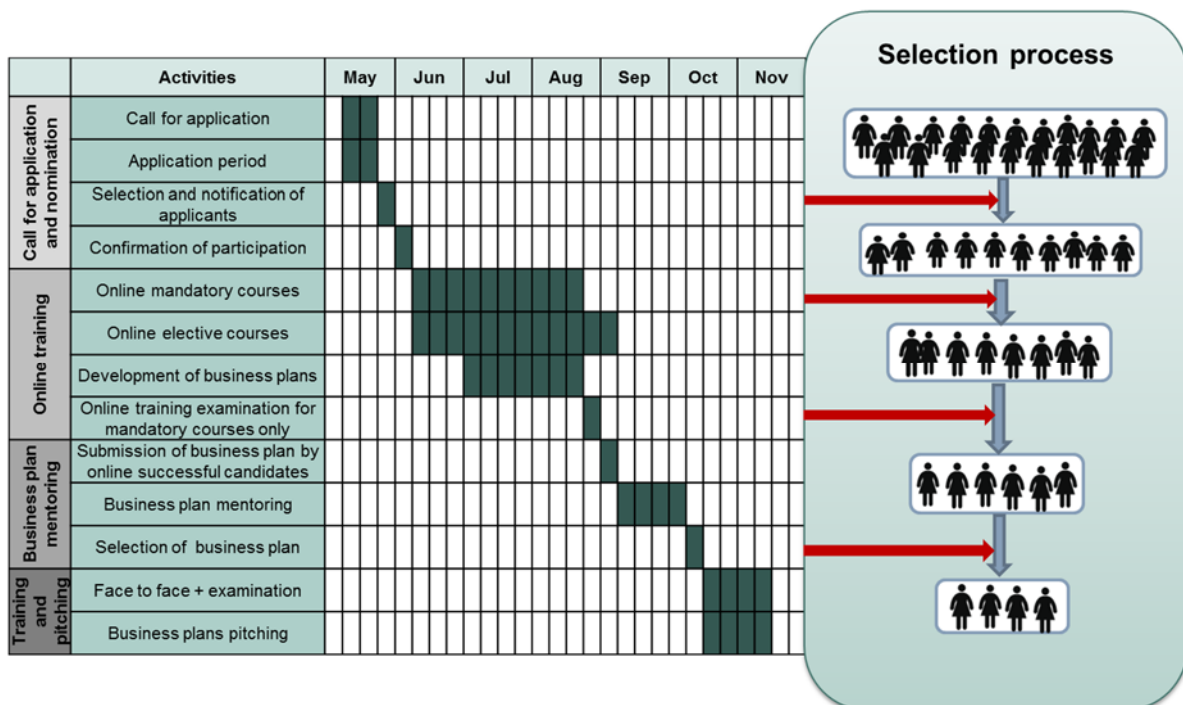 Selection process
Activities
May
Jun
Jul
Aug
Sep
Oct
Nov
Call for application
and nomination
Call for application
Application period
Selection and notification of
applicants
Confirmation of participation
Online training
Online mandatory courses
Online elective courses
Development of business plans
Online training examination for
mandatory courses only
Business plan
mentoring
Submission of business plan by
online successful candidates
Business plan mentoring
Selection of business plan
Training
and
pitching
Face to face + examination
Business plans pitching